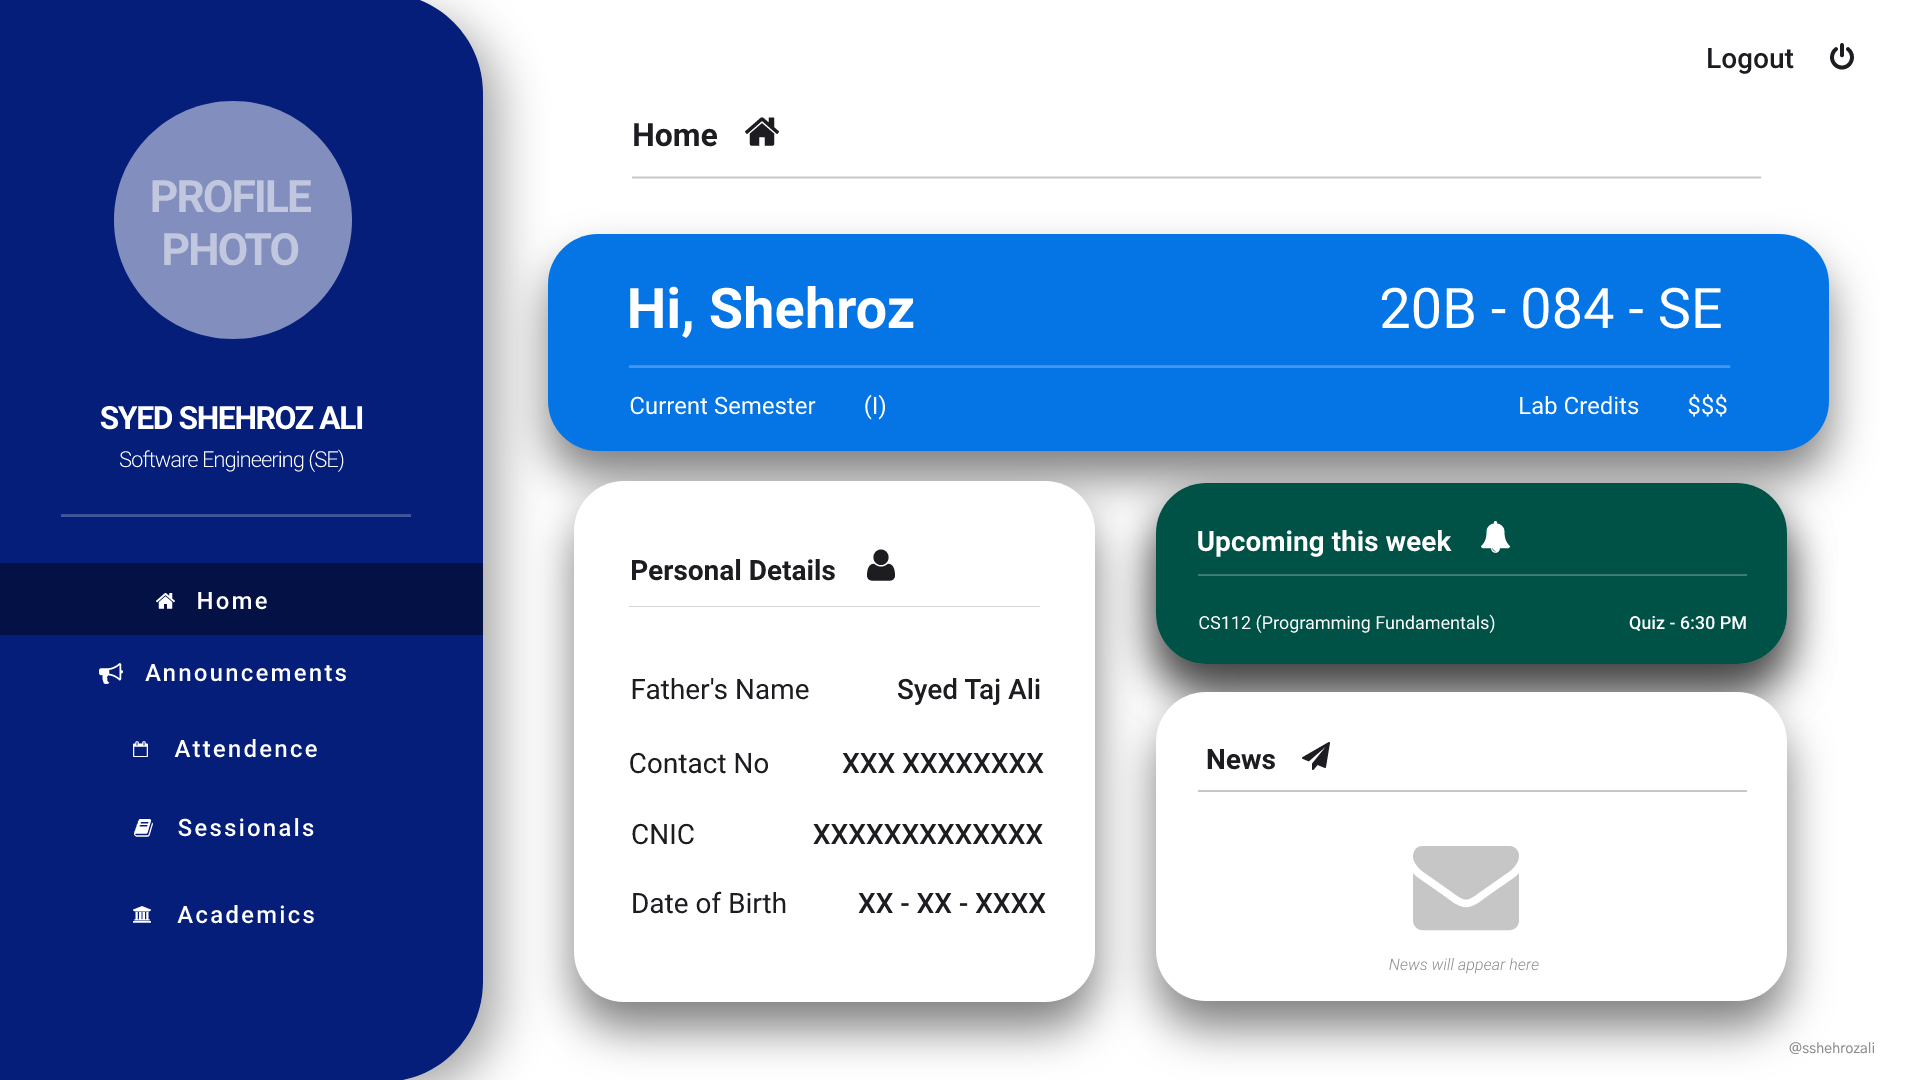 PROFILE
PHOTO
SYED SHEHROZ ALI
Software Engineering (SE)
Home
Announcements
Attendence
Sessionals
Academics
Logout
Home
Hi, Shehroz
20B - 084 - SE
Current Semester (I)
Lab Credits $$$
Personal Details
Father's Name Syed Taj Ali
Contact No XXX XXXXXXXX
CNIC XXXXXXXXXXXXX
Date of Birth XX - XX - XXXX
Upcoming this week
CS112 (Programming Fundamentals) Quiz - 6:30 PM
News
News will appear here
@sshehrozali